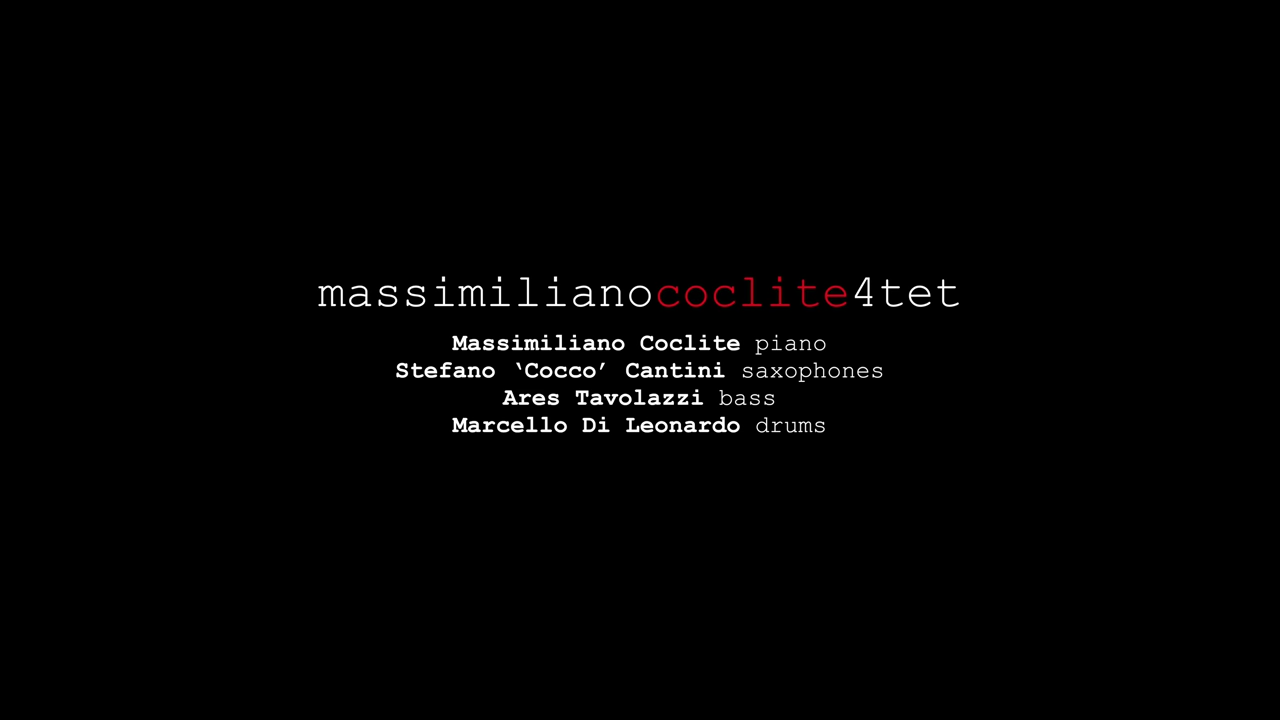 massimilianococlite4tet
Massimiliano Coclite piano
Stefano ‘Cocco’ Cantini saxophones
Ares Tavolazzi bass
Marcello Di Leonardo drums